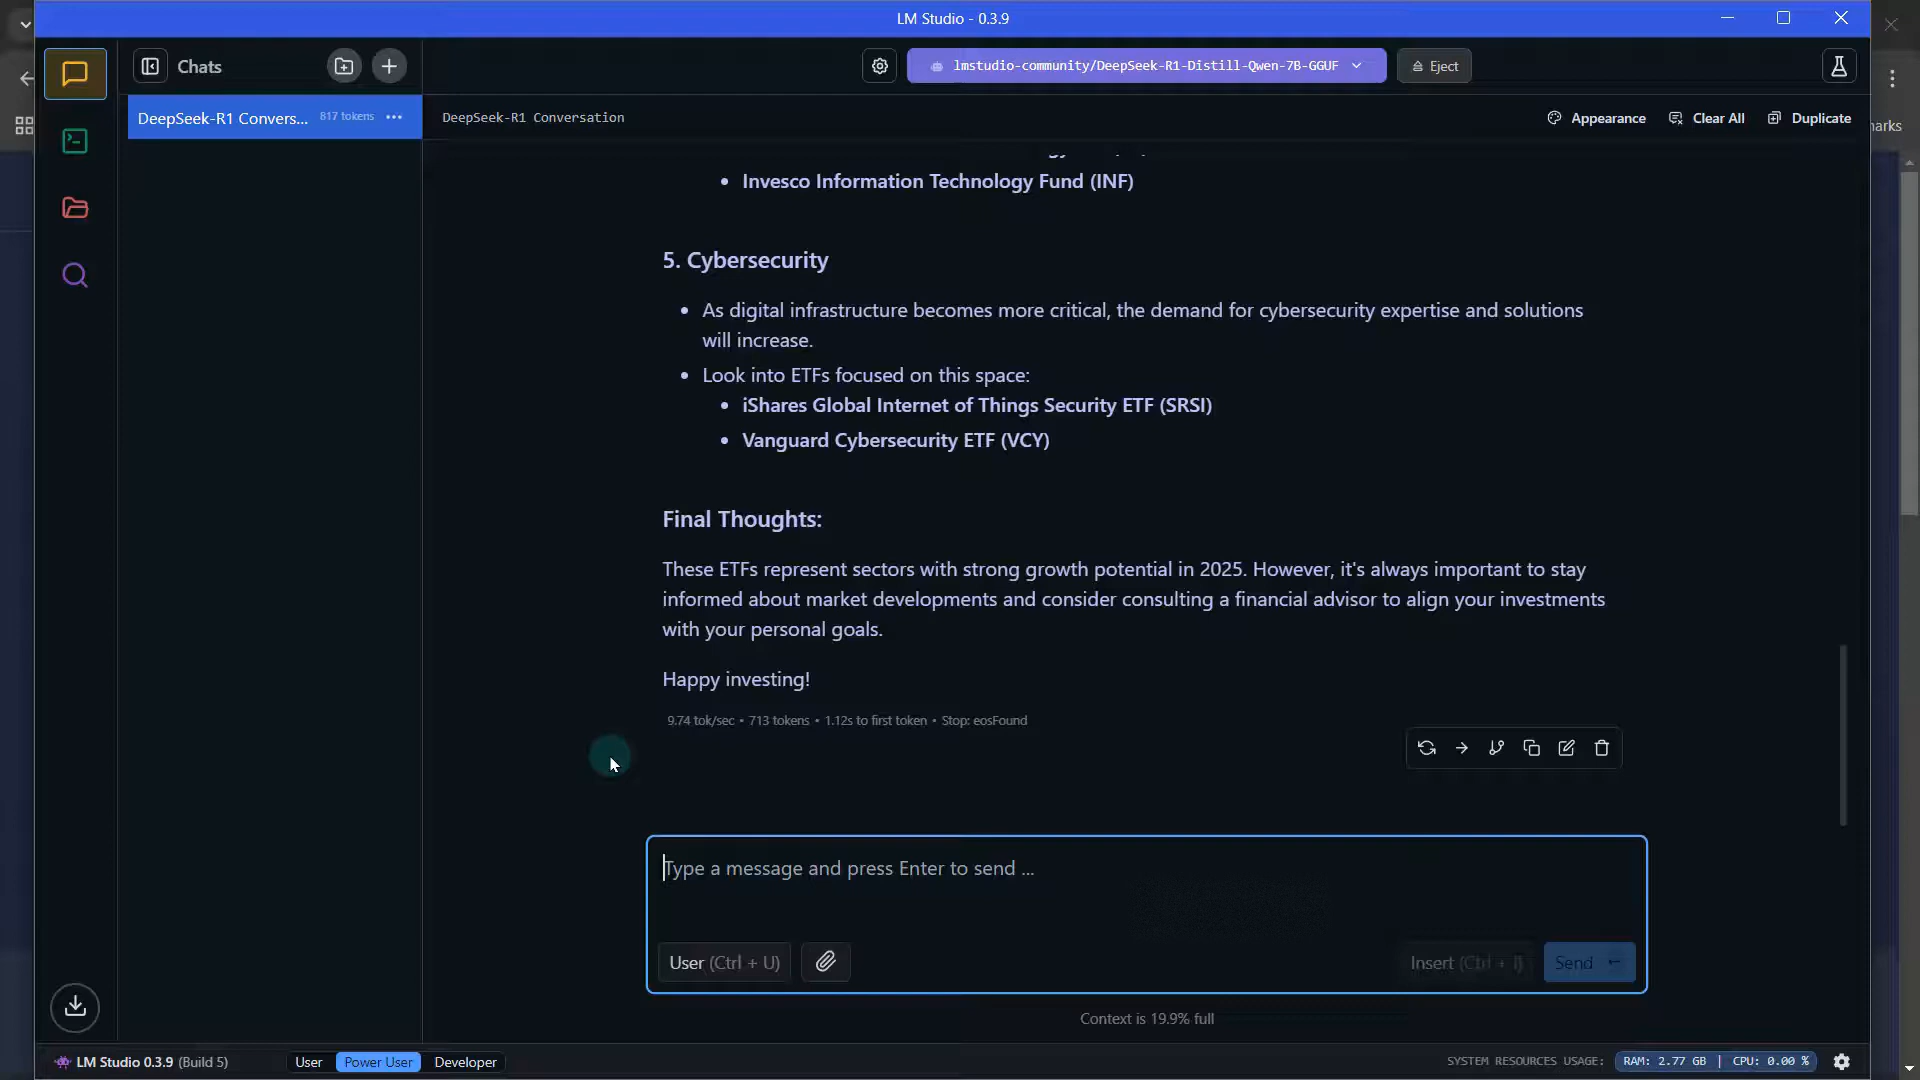 LM Studio - 0.3.9
Chats
lmstudio-community/DeepSeek-R1-Distill-Qwen-7B-GGUF
Eject
DeepSeek-R1 Convers... 817 tokens
DeepSeek-R1 Conversation
Appearance
Clear All
Duplicate
arks
• Invesco Information Technology Fund (INF)
5. Cybersecurity
• As digital infrastructure becomes more critical, the demand for cybersecurity expertise and solutions
will increase.
• Look into ETFs focused on this space:
• iShares Global Internet of Things Security ETF (SRSI)
• Vanguard Cybersecurity ETF (VCY)
Final Thoughts:
These ETFs represent sectors with strong growth potential in 2025. However, it's always important to stay
informed about market developments and consider consulting a financial advisor to align your investments
with your personal goals.
Happy investing!
9.74 tok/sec • 713 tokens • 1.12s to first token • Stop: eosFound
Type a message and press Enter to send ...
User (Ctrl + U)
Insert (Ctrl + I)
Send
Context is 19.9% full
LM Studio 0.3.9 (Build 5)
User
Power User
Developer
SYSTEM RESOURCES USAGE: RAM: 2.77 GB | CPU: 0.00 %